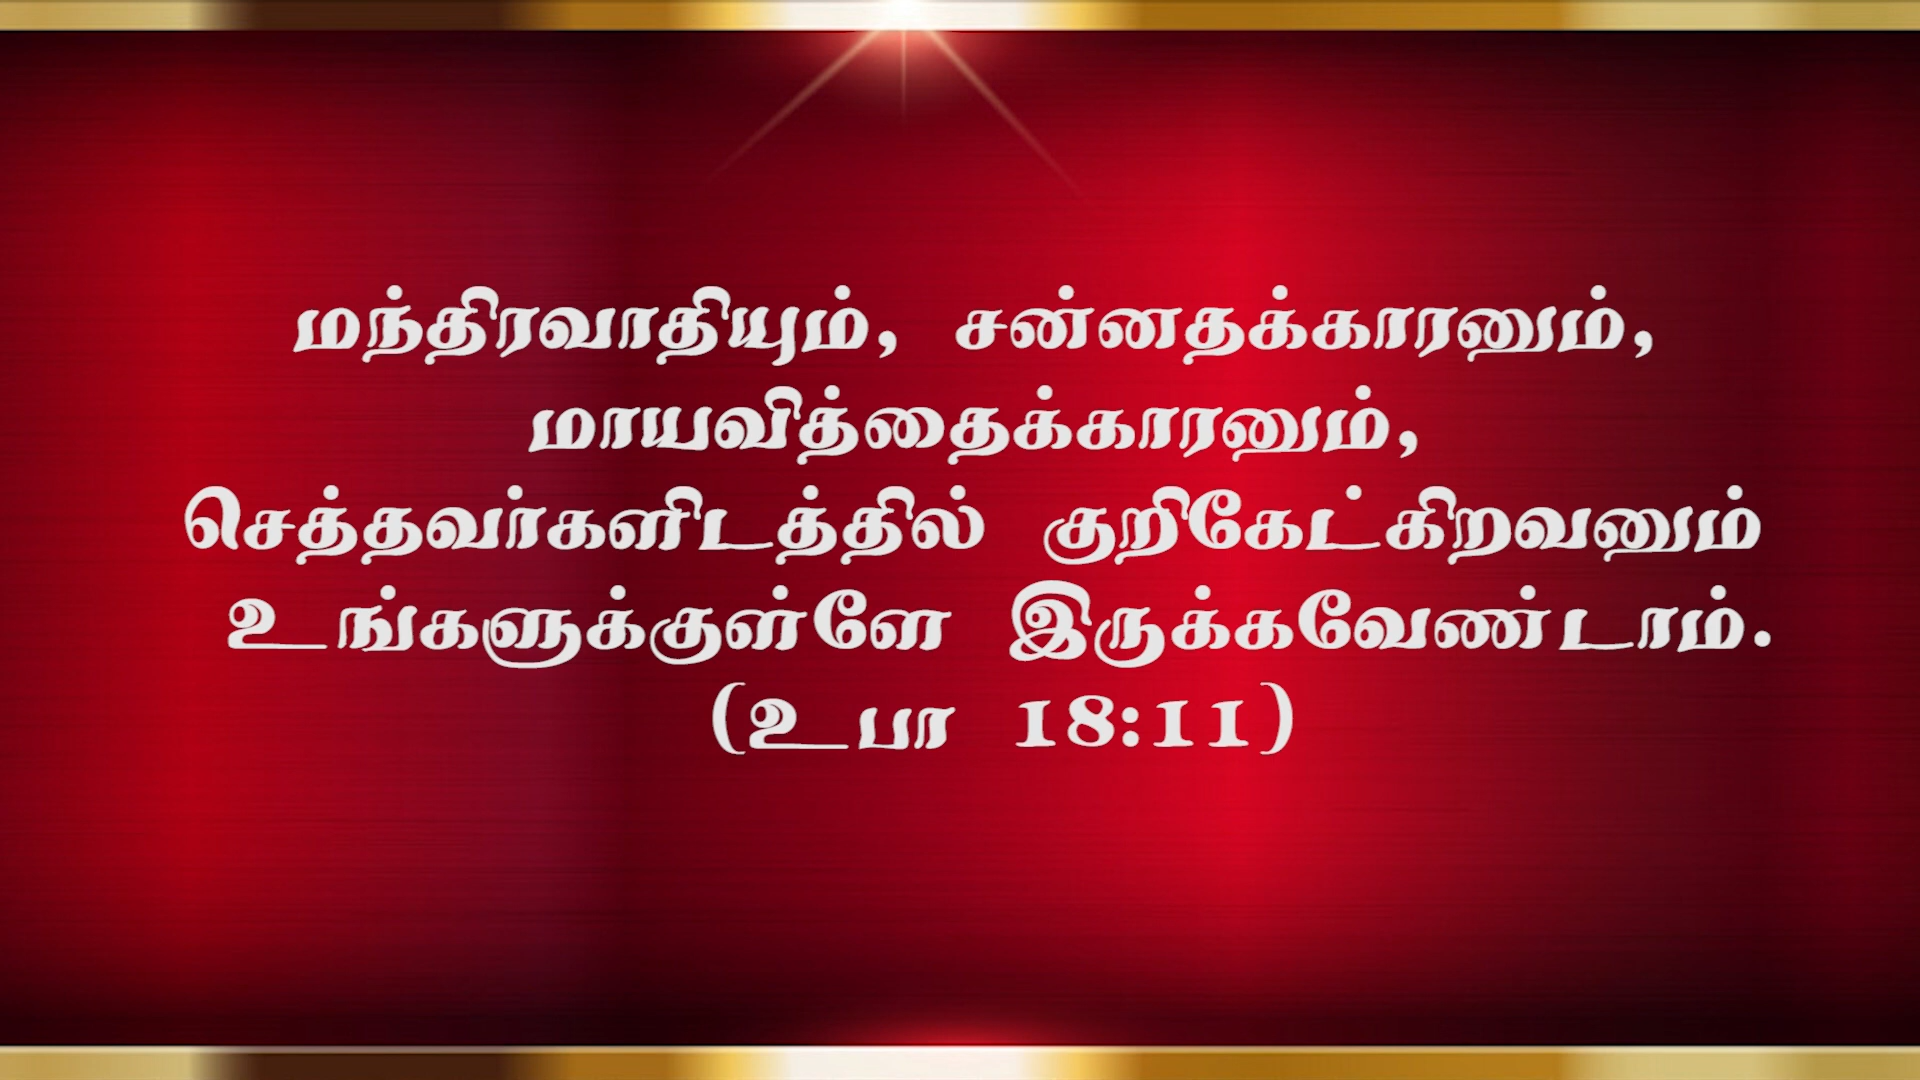 மந்திரவாதியும், சன்னதக்காரனும்,
மாயவித்தைக்காரனும்,
செத்தவர்களிடத்தில் குறிகேட்கிறவனும்
உங்களுக்குள்ளே இருக்கவேண்டாம்.
(உபா 18:11)